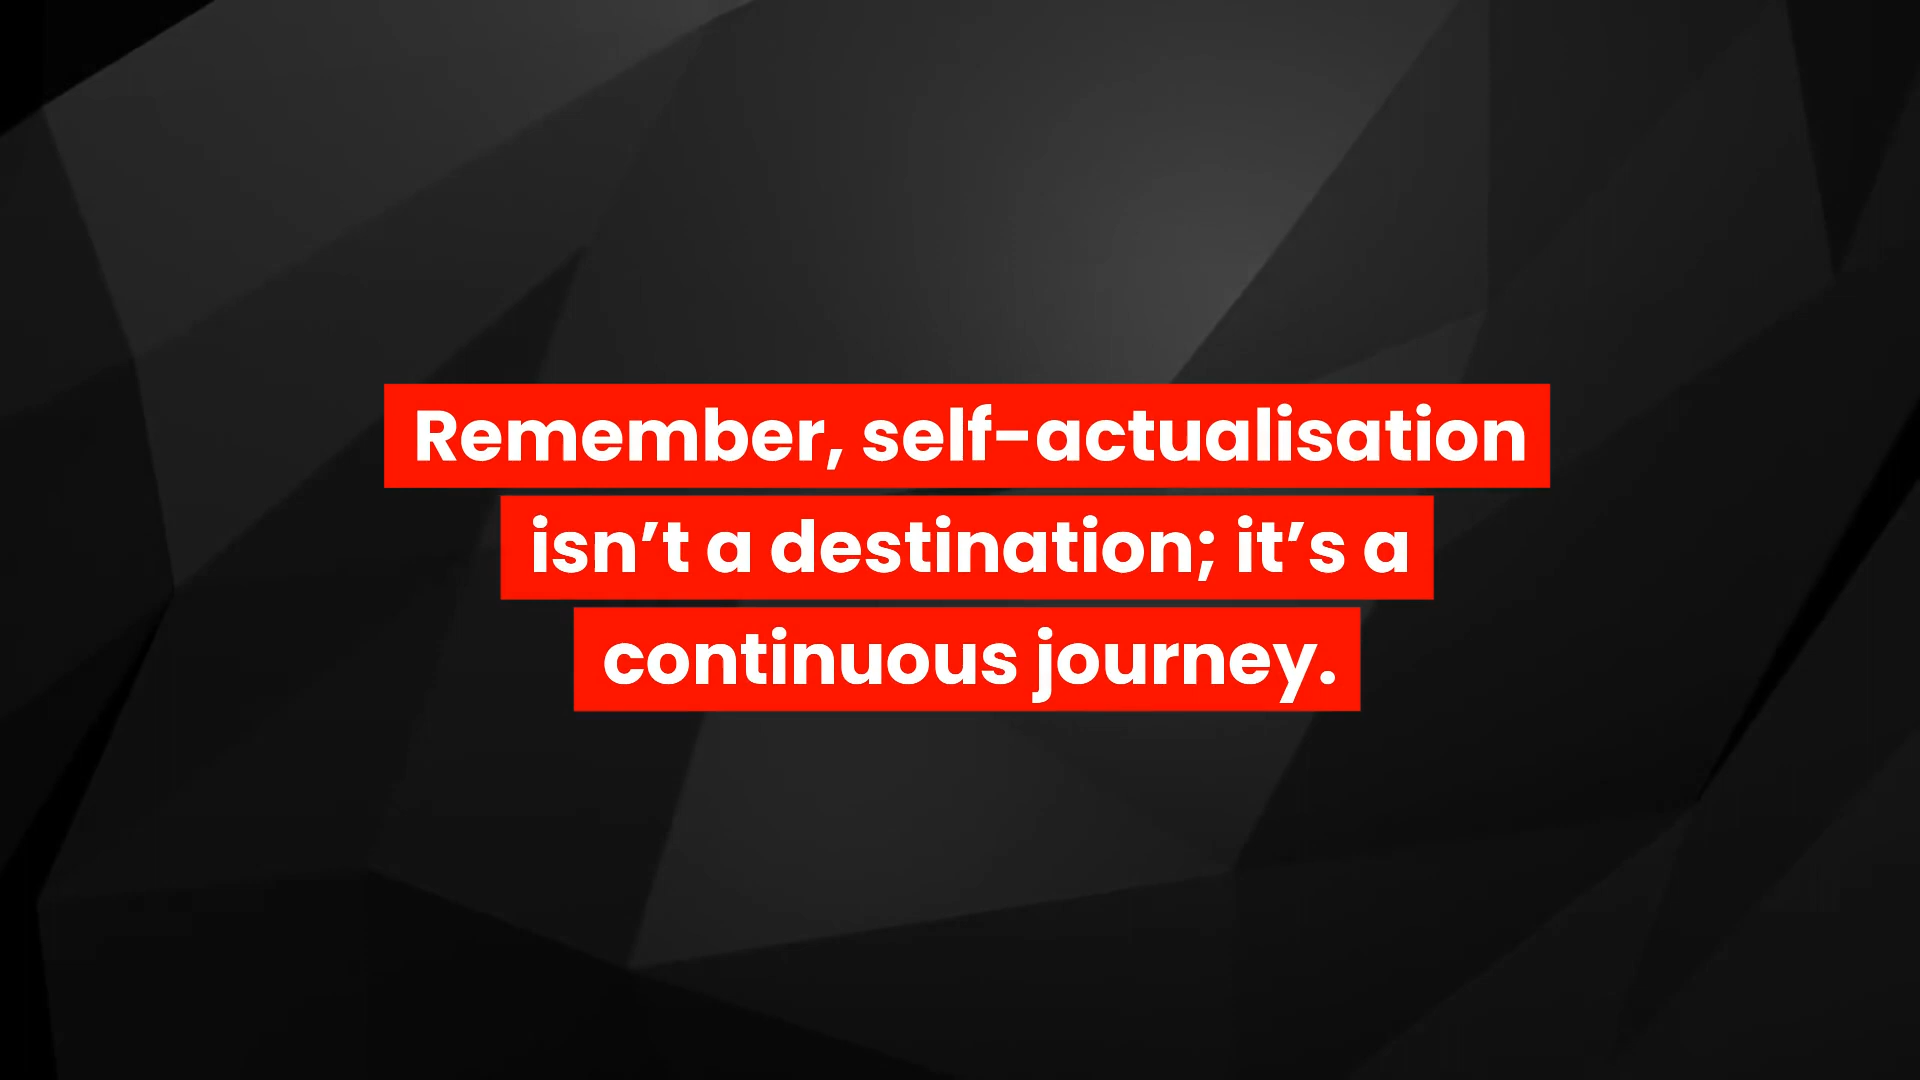 Remember, self-actualisation
isn’t a destination; it’s a
continuous journey.